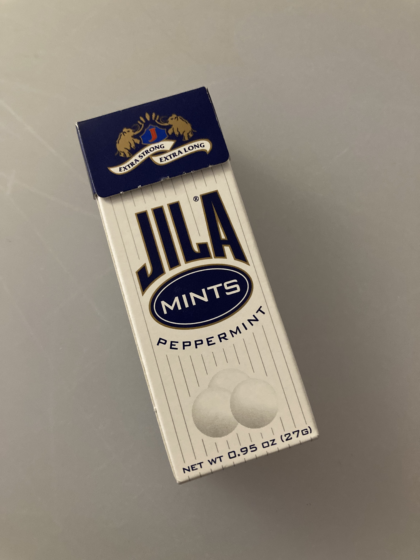 J
EXTRA STRONG EXTRA LONG
JILA®
MINTS
PEPPERMINT
NET WT 0.95 OZ (27G)